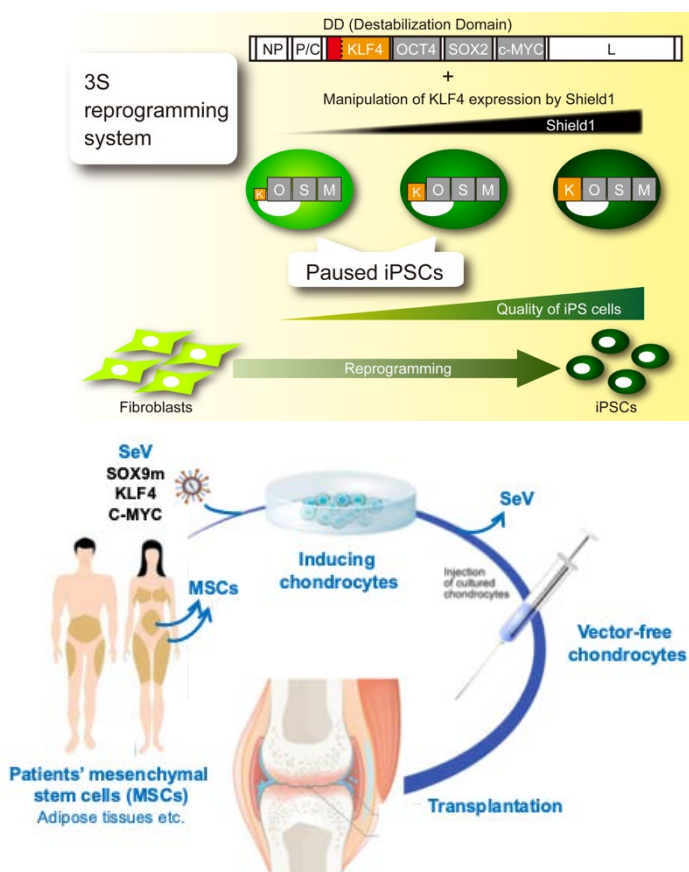 DD (Destabilization Domain)
NP P/C KLF4 OCT4 SOX2 c-MYC L
+
3S
reprogramming
system
Manipulation of KLF4 expression by Shield1
Shield1
K O S M
K O S M
K O S M
Paused iPSCs
Quality of iPS cells
Reprogramming
Fibroblasts
iPSCs
SeV
SOX9m
KLF4
C-MYC
SeV
Inducing
chondrocytes
MSCs
Injection
of cultured
chondrocytes
Vector-free
chondrocytes
Patients' mesenchymal
stem cells (MSCs)
Adipose tissues etc.
Transplantation